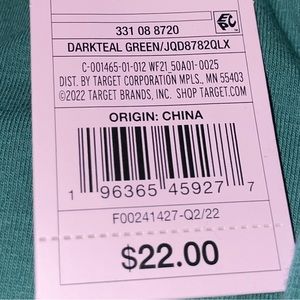 331 08 8720
DARKTEAL GREEN/JQD8782QLX
C-001465-01-012 WF21 50A01-0025
DIST. BY TARGET CORPORATION MPLS, MN 55403
©2022 TARGET BRANDS, INC. SHOP TARGET.COM
ORIGIN: CHINA
1 96365 45927 7
F00241427-Q2/22
$22.00